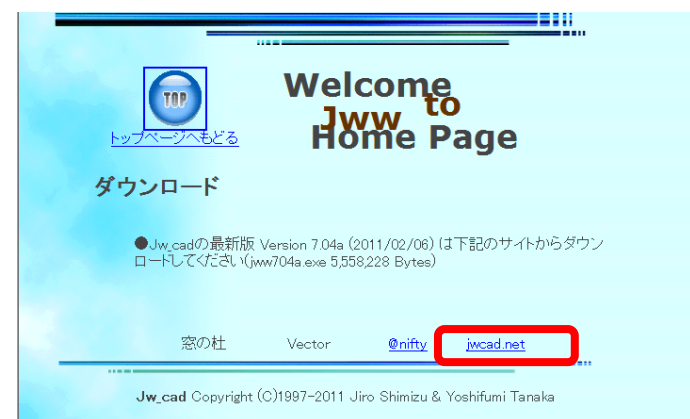 Welcome
to
Jww
Home Page
TOP
トップページへもどる
ダウンロード
●Jw_cadの最新版 Version 7.04a (2011/02/06) は下記のサイトからダウン
ロードしてください(jww704a.exe 5,558,228 Bytes)
窓の杜 Vector @nifty jwcad.net
Jw_cad Copyright (C)1997-2011 Jiro Shimizu & Yoshifumi Tanaka